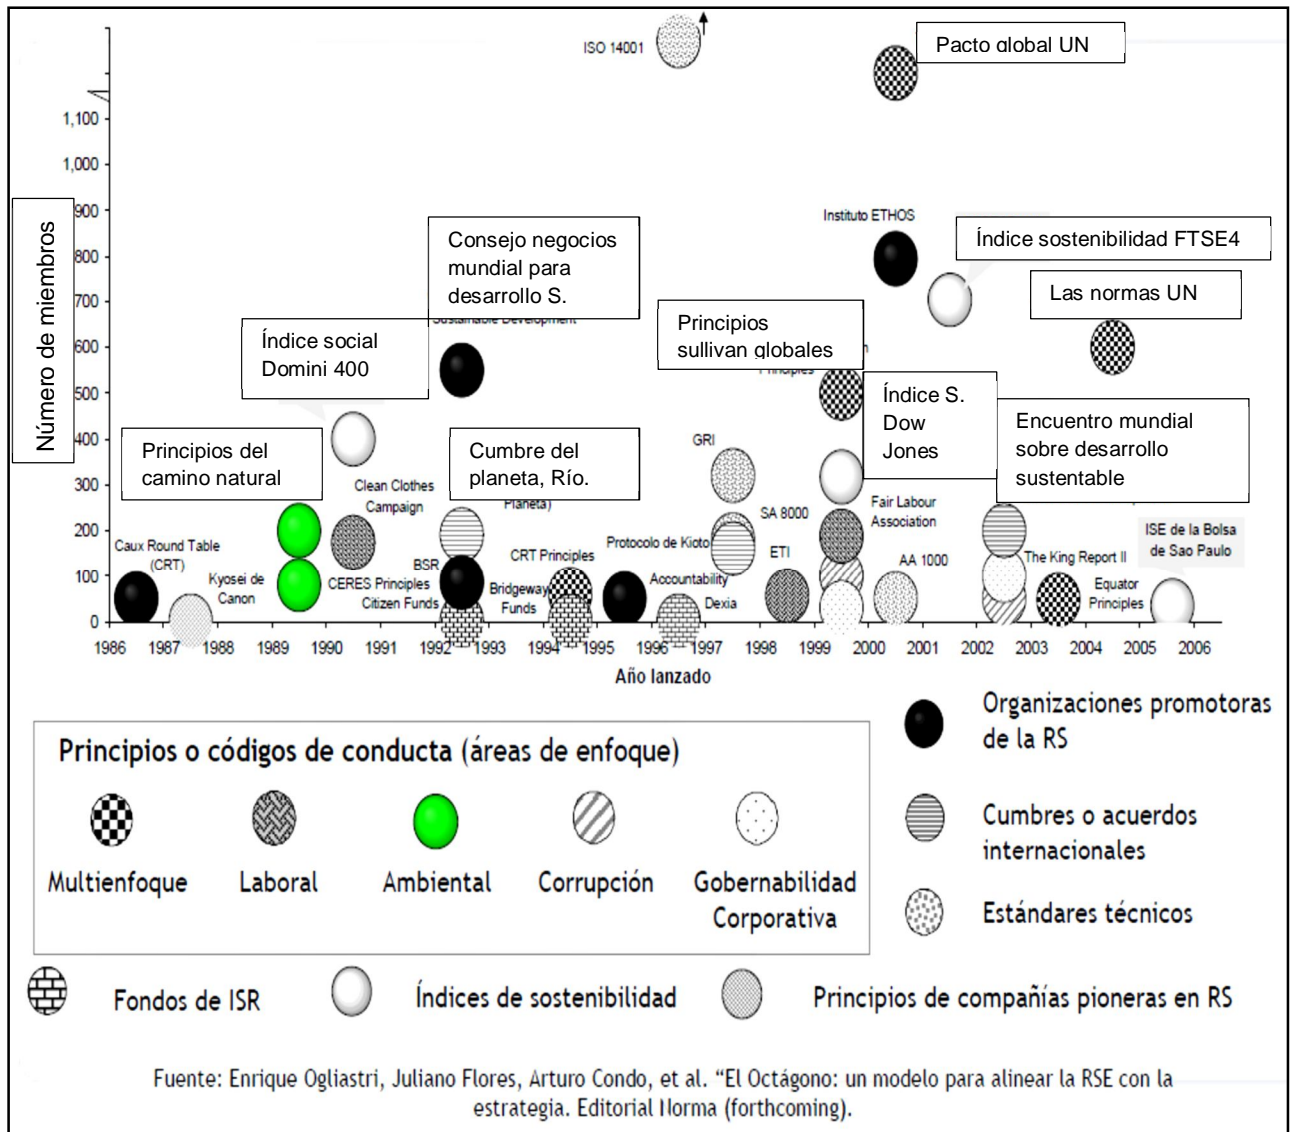 ISO 14001
Pacto global UN
1,100
1,000
900
800
700
600
500
400
300
200
100
0
Número de miembros
Instituto ETHOS
Índice sostenibilidad FTSE4
Las normas UN
Consejo negocios
mundial para
desarrollo S.
Sustainable Development
Índice social
Domini 400
Principios
sullivan globales
Principles
Índice S.
Dow
Jones
Encuentro mundial
sobre desarrollo
sustentable
Principios del
camino natural
Cumbre del
planeta, Río.
Planeta)
GRI
Clean Clothes
Campaign
SA 8000
Fair Labour
Association
ISE de la Bolsa
de Sao Paulo
Caux Round Table
(CRT)
Kyosei de
Canon
CERES Principles
Citizen Funds
BSR
Bridgeway
Funds
CRT Principles
Protocolo de Kioto
Accountability
Dexia
ETI
AA 1000
The King Report II
Equator
Principles
1986 1987 1988 1989 1990 1991 1992 1993 1994 1995 1996 1997 1998 1999 2000 2001 2002 2003 2004 2005 2006
Año lanzado
Principios o códigos de conducta (áreas de enfoque)
Multienfoque
Laboral
Ambiental
Corrupción
Gobernabilidad
Corporativa
Organizaciones promotoras
de la RS
Cumbres o acuerdos
internacionales
Estándares técnicos
Fondos de ISR
Índices de sostenibilidad
Principios de compañías pioneras en RS
Fuente: Enrique Ogliastri, Juliano Flores, Arturo Condo, et al. “El Octágono: un modelo para alinear la RSE con la
estrategia. Editorial Norma (forthcoming).